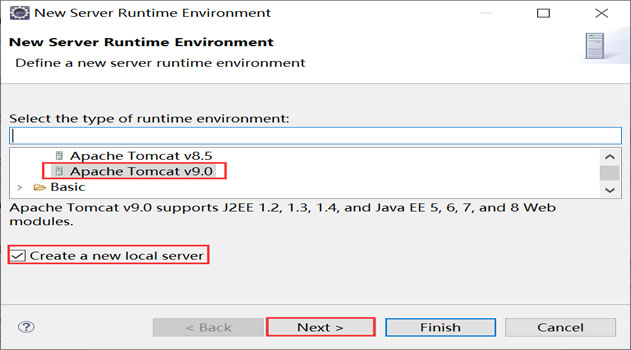 New Server Runtime Environment
New Server Runtime Environment
Define a new server runtime environment
Select the type of runtime environment:
Apache Tomcat v8.5
Apache Tomcat v9.0
Basic
Apache Tomcat v9.0 supports J2EE 1.2, 1.3, 1.4, and Java EE 5, 6, 7, and 8 Web
modules.
Create a new local server
? < Back Next > Finish Cancel